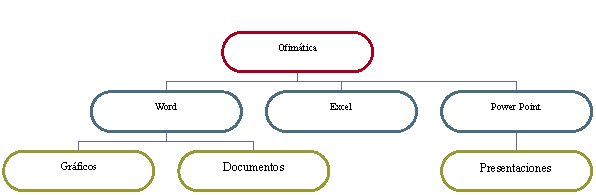 Ofimática
Word
Excel
Power Point
Gráficos
Documentos
Presentaciones